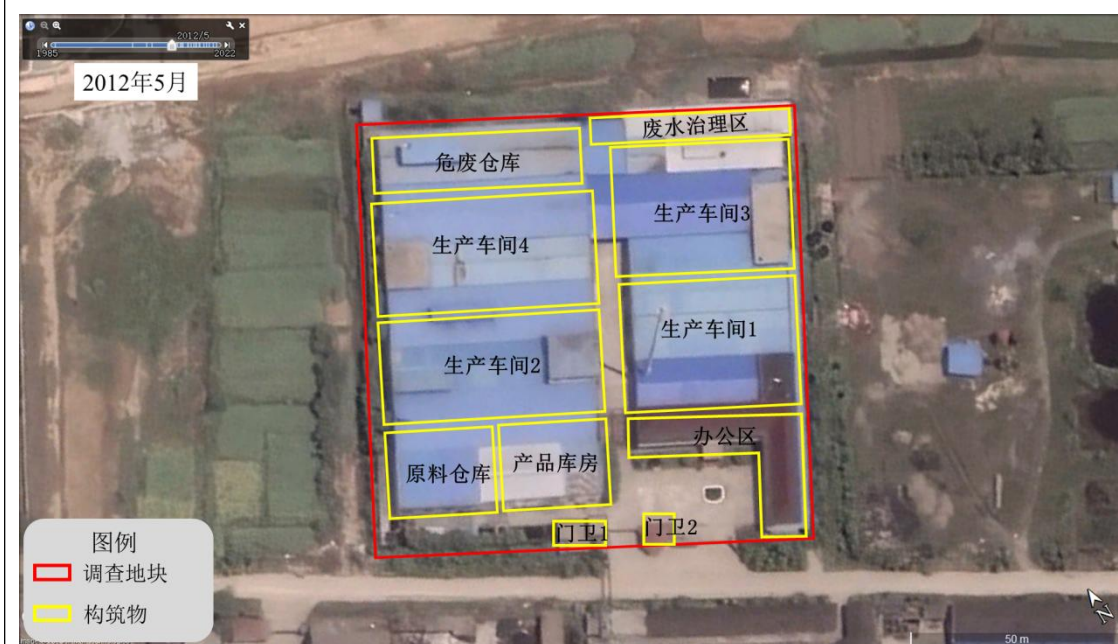 2012/5
1985
2022
2012年5月
废水治理区
危废仓库
生产车间3
生产车间4
生产车间1
生产车间2
办公区
原料仓库
产品库房
门卫1
门卫2
图例
调查地块
构筑物
N
50 m